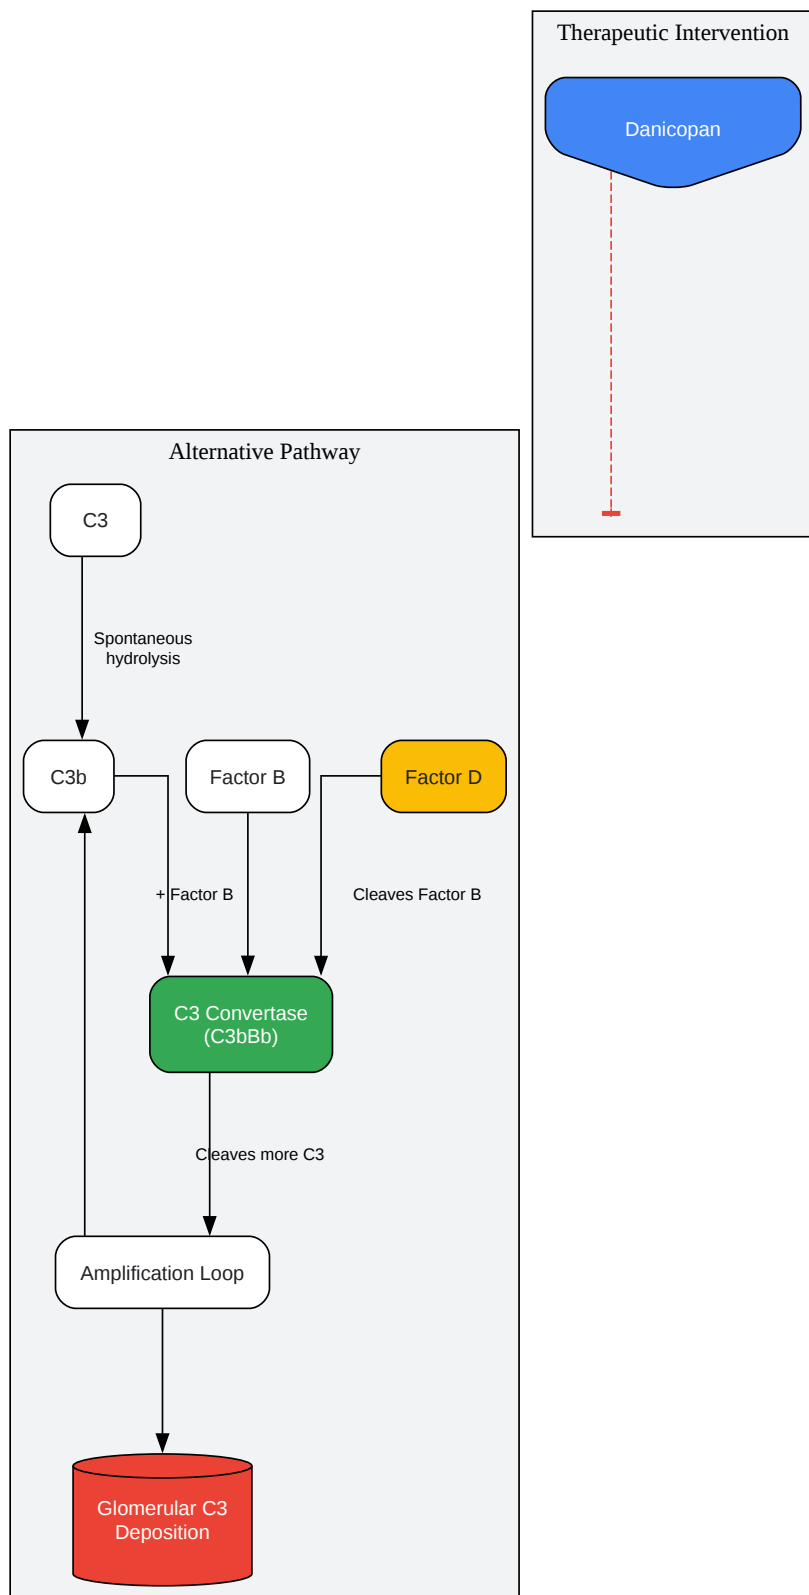 Therapeutic Intervention
Danicopan
Alternative Pathway
C3
Spontaneous
hydrolysis
C3b
Factor B
Factor D
+ Factor B
Cleaves Factor B
C3 Convertase
(C3bBb)
Cleaves more C3
Amplification Loop
Glomerular C3
Deposition